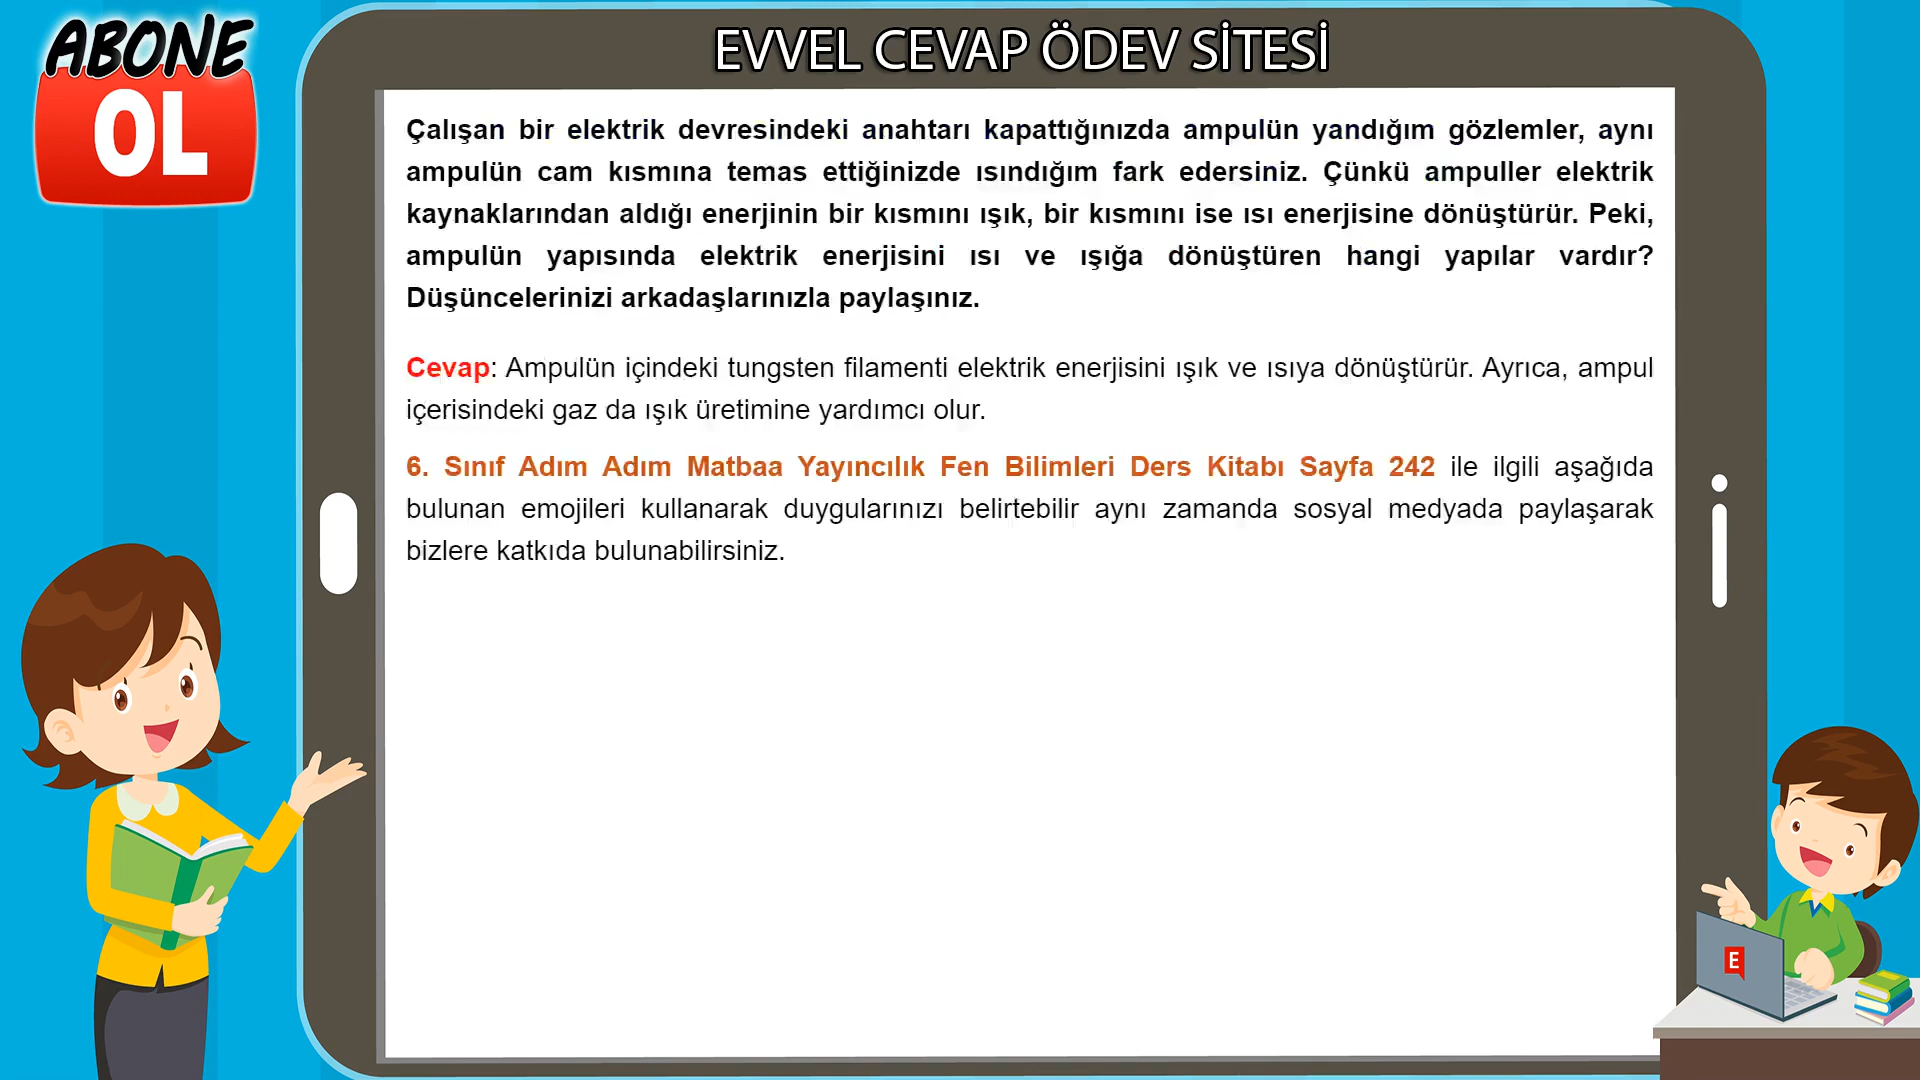 ABONE
OL
EVVEL CEVAP ÖDEV SİTESİ
Çalışan bir elektrik devresindeki anahtarı kapattığınızda ampulün yandığım gözlemler, aynı
ampulün cam kısmına temas ettiğinizde ısındığım fark edersiniz. Çünkü ampuller elektrik
kaynaklarından aldığı enerjinin bir kısmını ışık, bir kısmını ise ısı enerjisine dönüştürür. Peki,
ampulün yapısında elektrik enerjisini ısı ve ışığa dönüştüren hangi yapılar vardır?
Düşüncelerinizi arkadaşlarınızla paylaşınız.
Cevap: Ampulün içindeki tungsten filamenti elektrik enerjisini ışık ve ısıya dönüştürür. Ayrıca, ampul
içerisindeki gaz da ışık üretimine yardımcı olur.
6. Sınıf Adım Adım Matbaa Yayıncılık Fen Bilimleri Ders Kitabı Sayfa 242 ile ilgili aşağıda
bulunan emojileri kullanarak duygularınızı belirtebilir aynı zamanda sosyal medyada paylaşarak
bizlere katkıda bulunabilirsiniz.
E